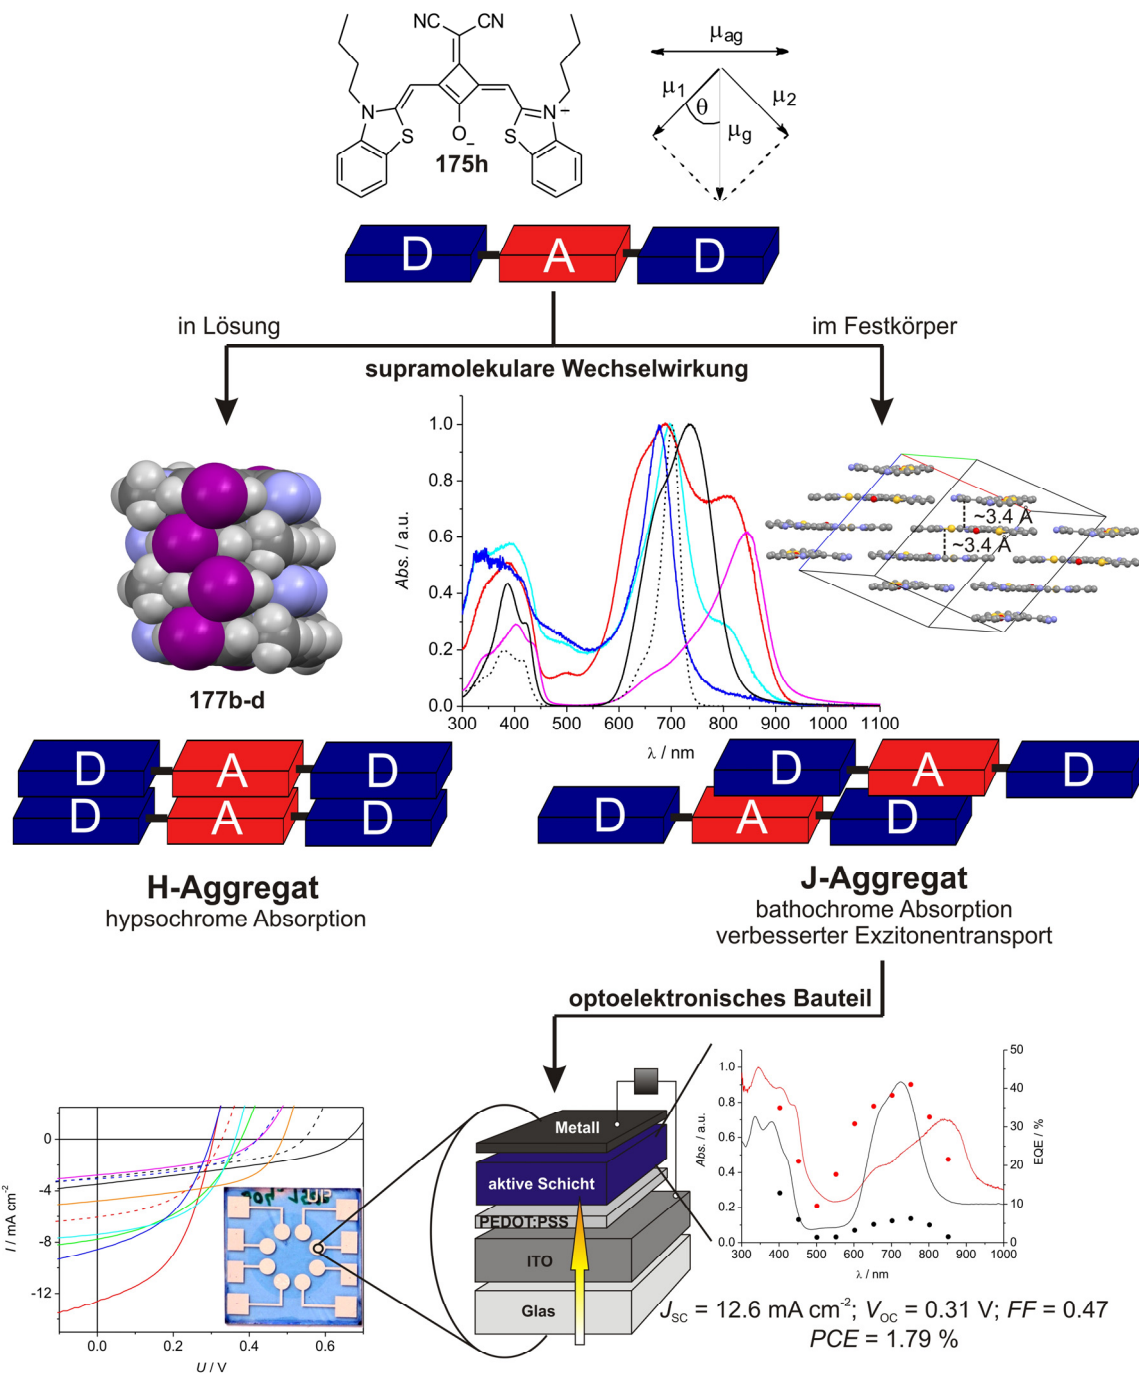 NC CN
N S
S N+
O−
175h
μag
μ1 θ μ2
μg
D A D
in Lösung
im Festkörper
supramolekulare Wechselwirkung
177b-d
Abs. / a.u.
1.0
0.8
0.6
0.4
0.2
0.0
300 400 500 600 700 800 900 1000 1100
λ / nm
~3.4 Å
~3.4 Å
D A D
D A D
D A D
D A D
H-Aggregat
hypsochrome Absorption
J-Aggregat
bathochrome Absorption
verbesserter Exzitonentransport
optoelektronisches Bauteil
I / mA cm-2
0
-4
-8
-12
0.0 0.2 0.4 0.6
U / V
Metall
aktive Schicht
PEDOT:PSS
ITO
Glas
Abs. / a.u.
1.0
0.8
0.6
0.4
0.2
0.0
300 400 500 600 700 800 900 1000
λ / nm
50
40
30
20
10
0
EQE / %
JSC = 12.6 mA cm-2; VOC = 0.31 V; FF = 0.47
PCE = 1.79 %